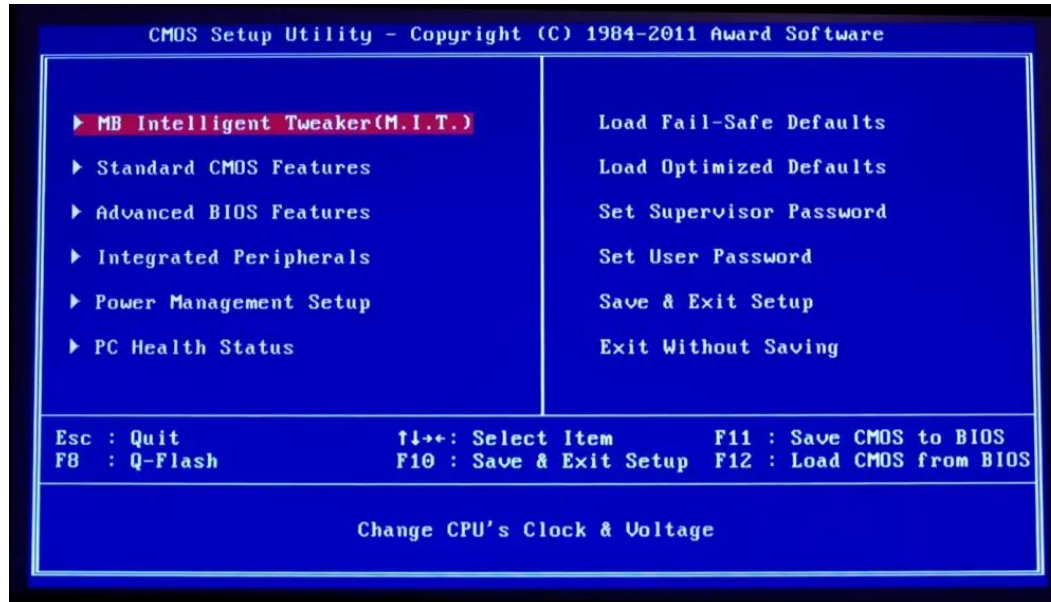 CMOS Setup Utility - Copyright (C) 1984-2011 Award Software
MB Intelligent Tweaker(M.I.T.)
Standard CMOS Features
Advanced BIOS Features
Integrated Peripherals
Power Management Setup
PC Health Status
Load Fail-Safe Defaults
Load Optimized Defaults
Set Supervisor Password
Set User Password
Save & Exit Setup
Exit Without Saving
Esc : Quit ↑↓→←: Select Item F11 : Save CMOS to BIOS
F8 : Q-Flash F10 : Save & Exit Setup F12 : Load CMOS from BIOS
Change CPU's Clock & Voltage